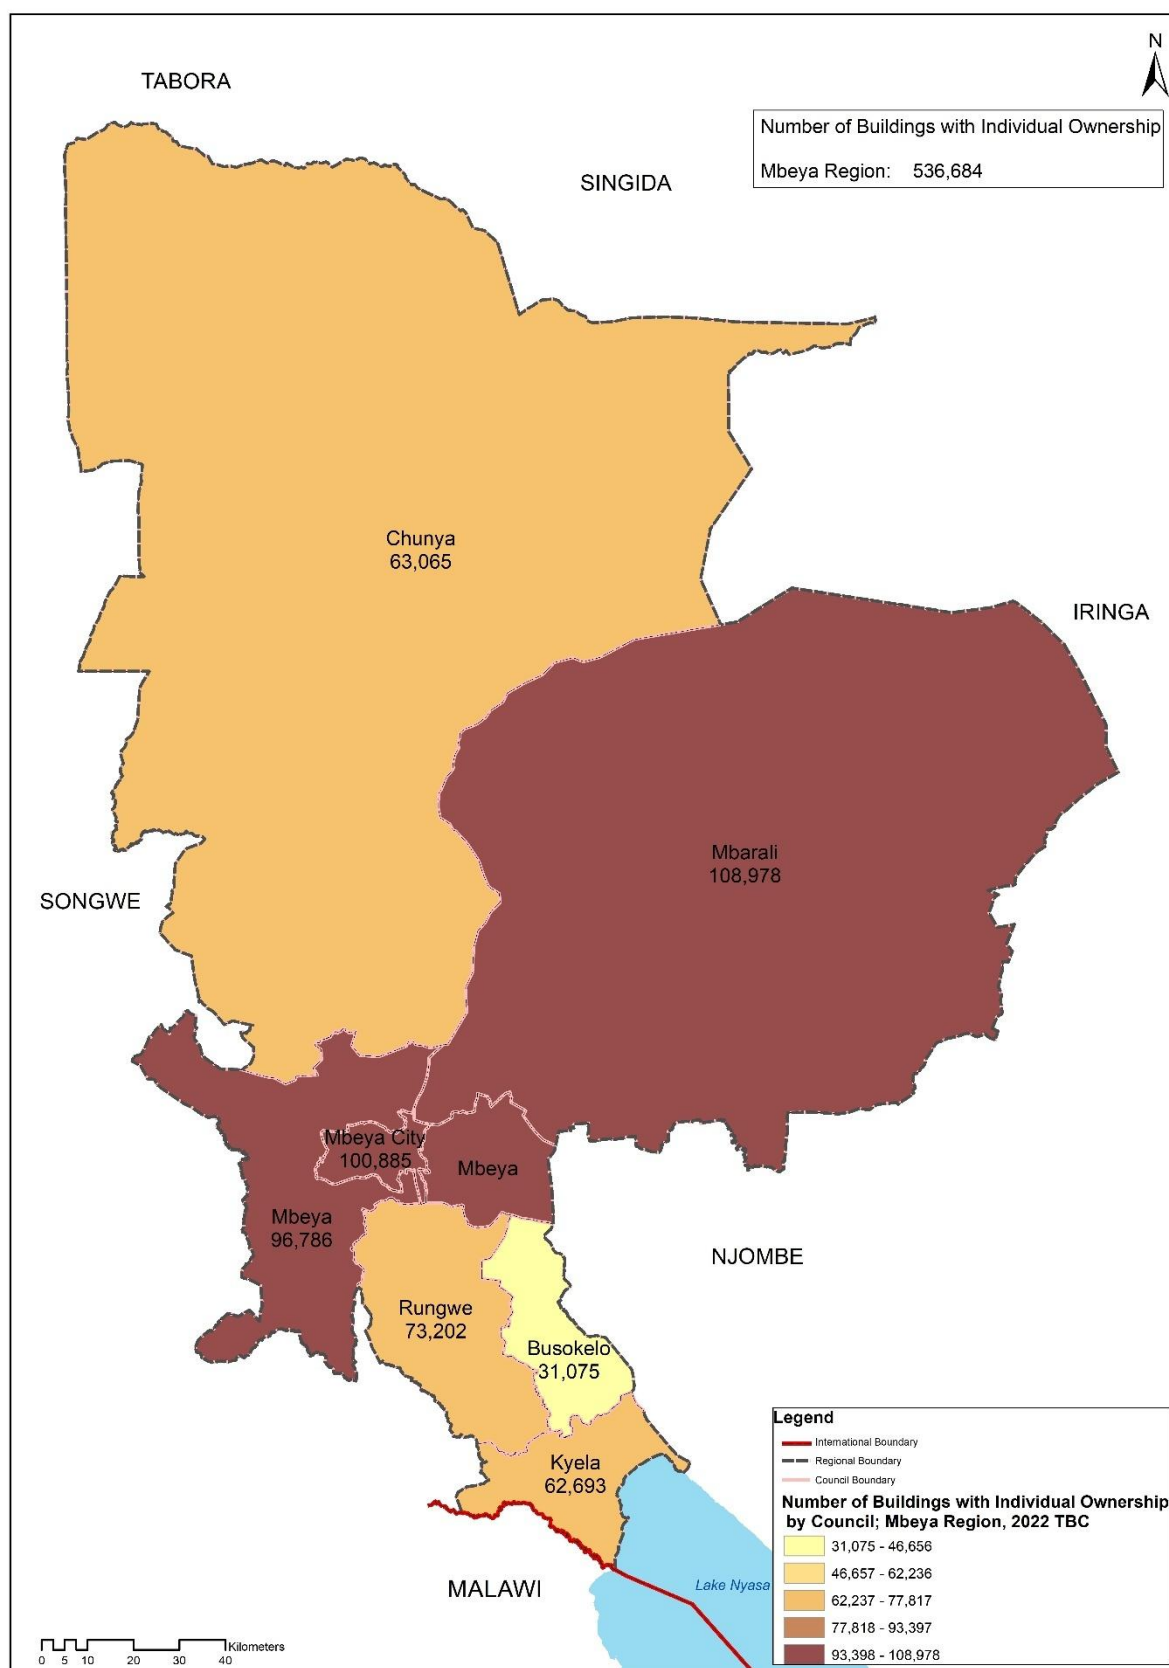 N
TABORA
Number of Buildings with Individual Ownership
Mbeya Region: 536,684
SINGIDA
Chunya
63,065
IRINGA
Mbarali
108,978
SONGWE
Mbeya City
100,885
Mbeya
Mbeya
96,786
NJOMBE
Rungwe
73,202
Busokelo
31,075
Kyela
62,693
MALAWI
Lake Nyasa
Legend
International Boundary
Regional Boundary
Council Boundary
Number of Buildings with Individual Ownership
by Council; Mbeya Region, 2022 TBC
31,075 - 46,656
46,657 - 62,236
62,237 - 77,817
77,818 - 93,397
93,398 - 108,978
Kilometers
0 5 10 20 30 40